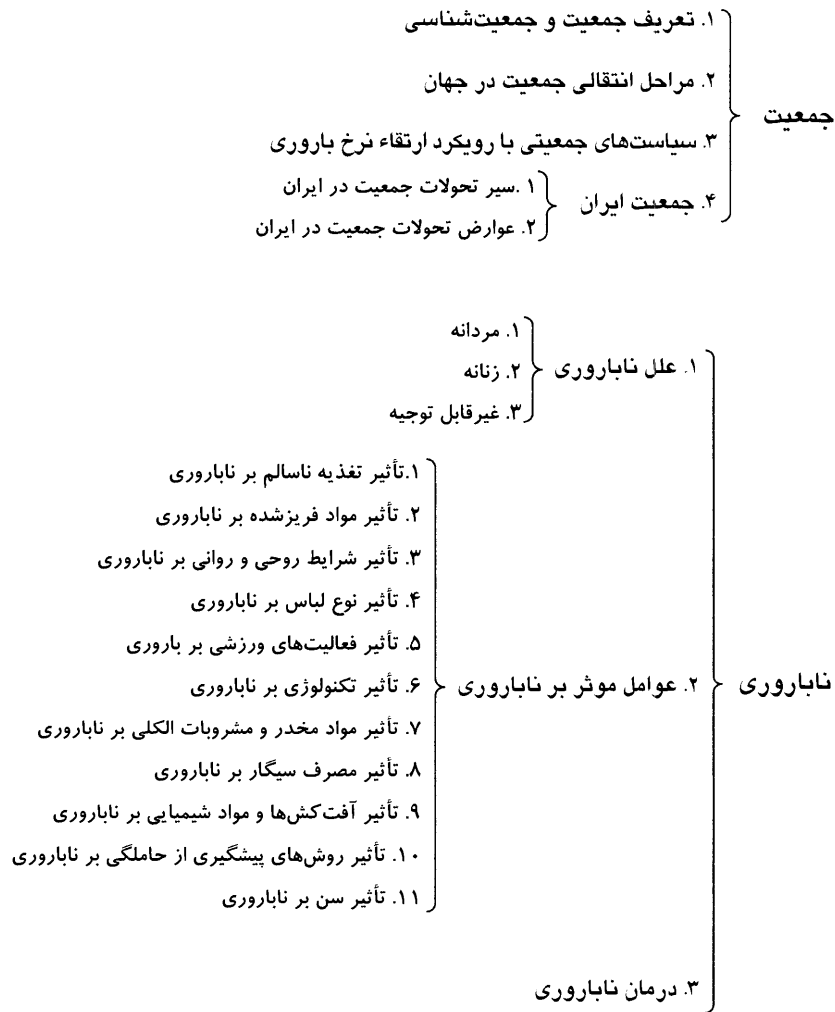 جمعیت
۱. تعریف جمعیت و جمعیت‌شناسی
۲. مراحل انتقالی جمعیت در جهان
۳. سیاست‌های جمعیتی با رویکرد ارتقاء نرخ باروری
۴. جمعیت ایران
۱ .سیر تحولات جمعیت در ایران
۲. عوارض تحولات جمعیت در ایران
ناباروری
۱. علل ناباروری
۱. مردانه
۲. زنانه
۳. غیرقابل توجیه
۲. عوامل موثر بر ناباروری
۱.تأثیر تغذیه ناسالم بر ناباروری
۲. تأثیر مواد فریزشده بر ناباروری
۳. تأثیر شرایط روحی و روانی بر ناباروری
۴. تأثیر نوع لباس بر ناباروری
۵. تأثیر فعالیت‌های ورزشی بر باروری
۶. تأثیر تکنولوژی بر ناباروری
۷. تأثیر مواد مخدر و مشروبات الکلی بر ناباروری
۸. تأثیر مصرف سیگار بر ناباروری
۹. تأثیر آفت‌کش‌ها و مواد شیمیایی بر ناباروری
۱۰. تأثیر روش‌های پیشگیری از حاملگی بر ناباروری
۱۱. تأثیر سن بر ناباروری
۳. درمان ناباروری